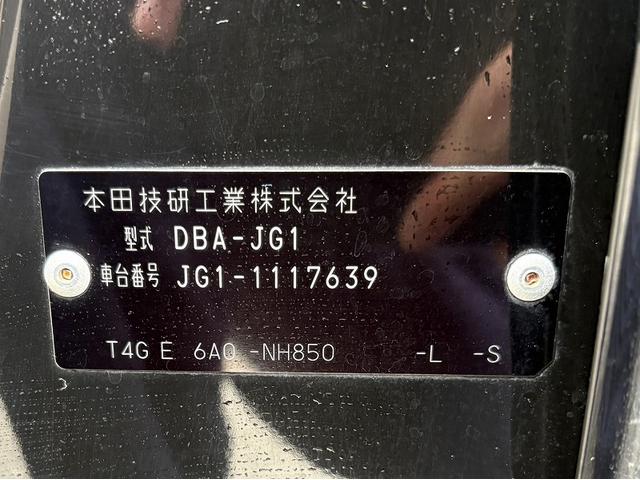 本田技研工業株式会社
型式 DBA-JG1
車台番号 JG1-1117639
T4G E 6A0 -NH850 -L -S